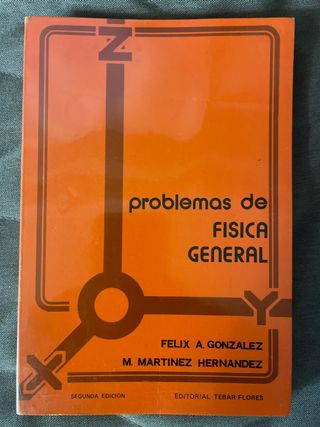 Z
problemas de
FISICA
GENERAL
Y
FELIX A. GONZALEZ
X
M. MARTINEZ HERNANDEZ
SEGUNDA EDICION
EDITORIAL TEBAR FLORES